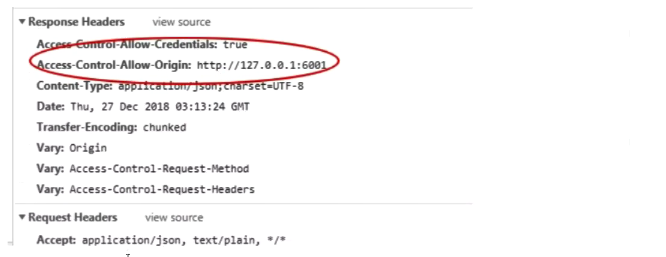 ▼ Response Headers view source
Access-Control-Allow-Credentials: true
Access-Control-Allow-Origin: http://127.0.0.1:6001
Content-Type: application/json;charset=UTF-8
Date: Thu, 27 Dec 2018 03:13:24 GMT
Transfer-Encoding: chunked
Vary: Origin
Vary: Access-Control-Request-Method
Vary: Access-Control-Request-Headers
▼ Request Headers view source
Accept: application/json, text/plain, */*